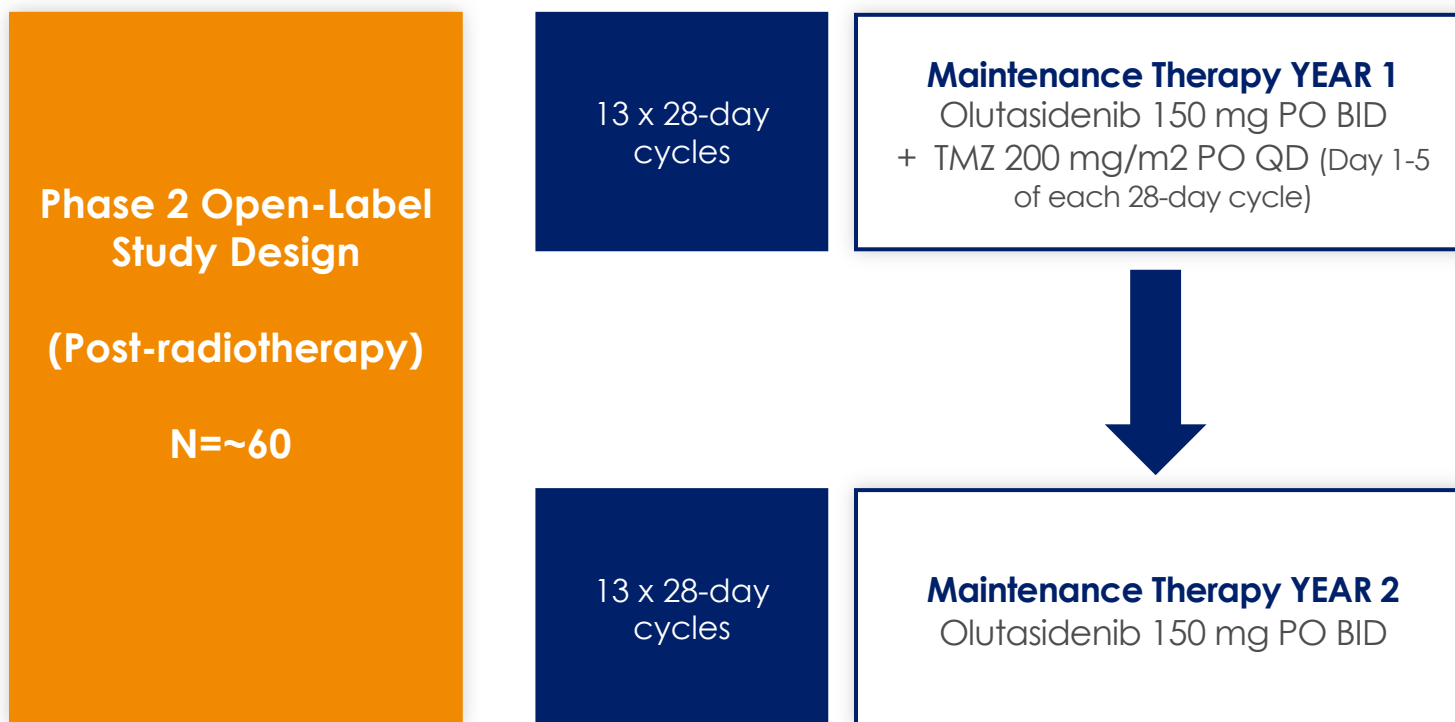 Phase 2 Open-Label
Study Design
(Post-radiotherapy)
N=~60
13 x 28-day
cycles
Maintenance Therapy YEAR 1
Olutasidenib 150 mg PO BID
+ TMZ 200 mg/m2 PO QD (Day 1-5
of each 28-day cycle)
13 x 28-day
cycles
Maintenance Therapy YEAR 2
Olutasidenib 150 mg PO BID